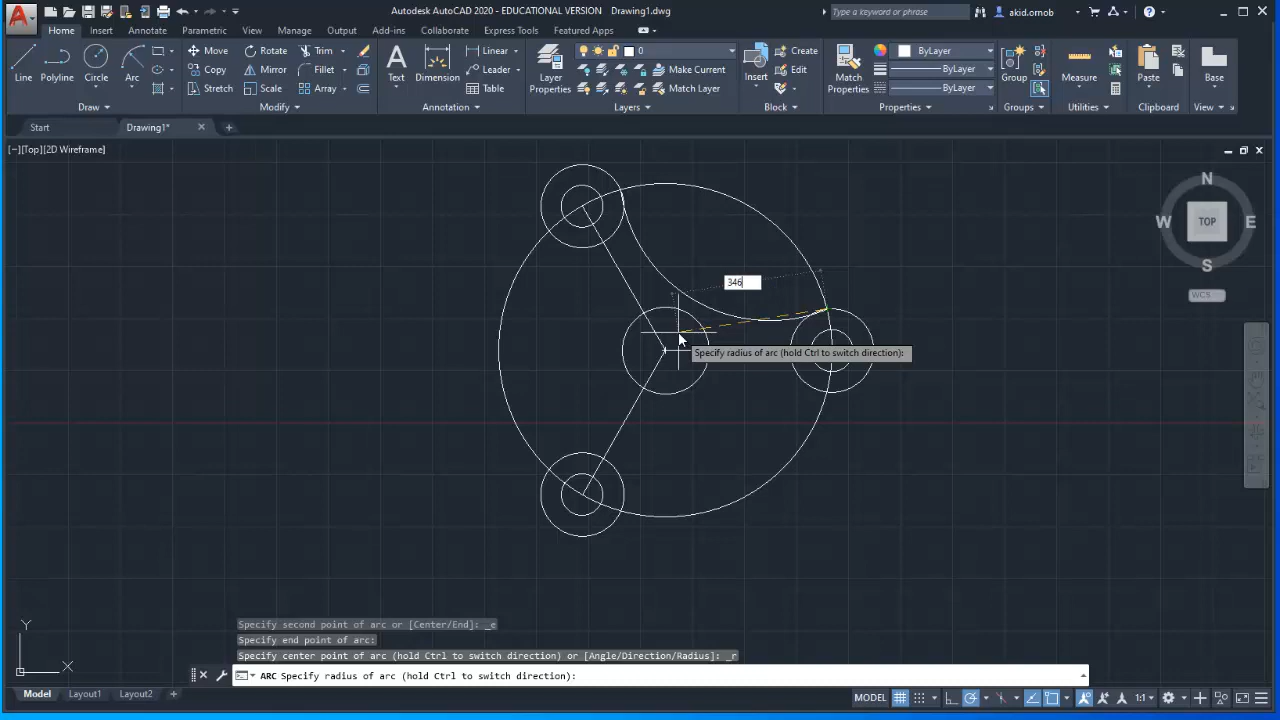 Autodesk AutoCAD 2020 - EDUCATIONAL VERSION Drawing1.dwg
Type a keyword or phrase
akid.omob
Home Insert Annotate Parametric View Manage Output Add-ins Collaborate Express Tools Featured Apps
Line Polyline Circle Arc
Move Rotate Trim
Copy Mirror Fillet
Stretch Scale Array
Text Dimension
Linear
Leader
Table
Layer Properties
0
Make Current
Match Layer
Insert
Create
Edit
Match Properties
ByLayer
ByLayer
ByLayer
Group
Measure
Paste
Base
Draw Modify Annotation Layers Block Properties Groups Utilities Clipboard View
Start Drawing1*
[−][Top][2D Wireframe]
N
W TOP E
S
WCS
346
Specify radius of arc (hold Ctrl to switch direction):
Y
X
Specify second point of arc or [Center/End]: _e
Specify end point of arc:
Specify center point of arc (hold Ctrl to switch direction) or [Angle/Direction/Radius]: _r
ARC Specify radius of arc (hold Ctrl to switch direction):
Model Layout1 Layout2
MODEL 1:1